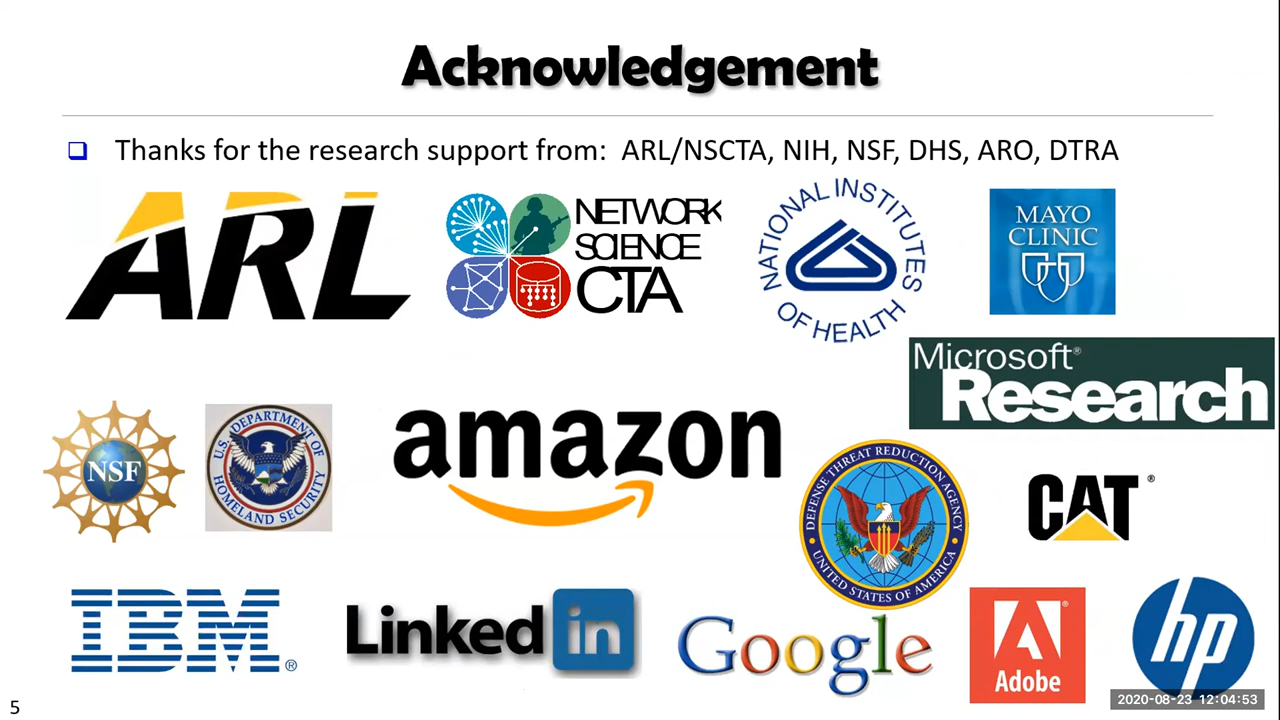 Acknowledgement
Thanks for the research support from: ARL/NSCTA, NIH, NSF, DHS, ARO, DTRA
ARL
NETWORK
SCIENCE
CTA
NATIONAL INSTITUTES
OF HEALTH
MAYO
CLINIC
Microsoft®
Research
NSF
U.S. DEPARTMENT OF
HOMELAND SECURITY
amazon
DEFENSE THREAT REDUCTION AGENCY
UNITED STATES OF AMERICA
CAT®
IBM®
Linked in
Google
Adobe
®
hp
2020-08-23 12:04:53
5